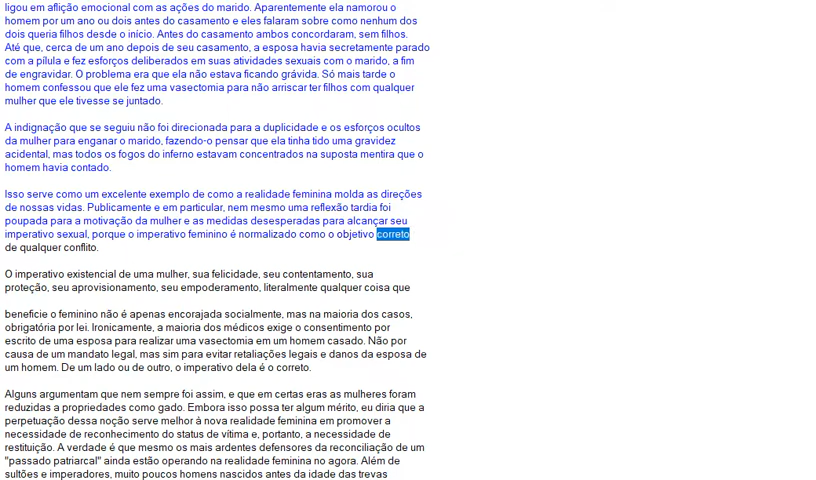 ligou em aflição emocional com as ações do marido. Aparentemente ela namorou o
homem por um ano ou dois antes do casamento e eles falaram sobre como nenhum dos
dois queria filhos desde o início. Antes do casamento ambos concordaram, sem filhos.
Até que, cerca de um ano depois de seu casamento, a esposa havia secretamente parado
com a pílula e fez esforços deliberados em suas atividades sexuais com o marido, a fim
de engravidar. O problema era que ela não estava ficando grávida. Só mais tarde o
homem confessou que ele fez uma vasectomia para não arriscar ter filhos com qualquer
mulher que ele tivesse se juntado.
A indignação que se seguiu não foi direcionada para a duplicidade e os esforços ocultos
da mulher para enganar o marido, fazendo-o pensar que ela tinha tido uma gravidez
acidental, mas todos os fogos do inferno estavam concentrados na suposta mentira que o
homem havia contado.
Isso serve como um excelente exemplo de como a realidade feminina molda as direções
de nossas vidas. Publicamente e em particular, nem mesmo uma reflexão tardia foi
poupada para a motivação da mulher e as medidas desesperadas para alcançar seu
imperativo sexual, porque o imperativo feminino é normalizado como o objetivo correto
de qualquer conflito.
O imperativo existencial de uma mulher, sua felicidade, seu contentamento, sua
proteção, seu aprovisionamento, seu empoderamento, literalmente qualquer coisa que
beneficie o feminino não é apenas encorajada socialmente, mas na maioria dos casos,
obrigatória por lei. Ironicamente, a maioria dos médicos exige o consentimento por
escrito de uma esposa para realizar uma vasectomia em um homem casado. Não por
causa de um mandato legal, mas sim para evitar retaliações legais e danos da esposa de
um homem. De um lado ou de outro, o imperativo dela é o correto.
Alguns argumentam que nem sempre foi assim, e que em certas eras as mulheres foram
reduzidas a propriedades como gado. Embora isso possa ter algum mérito, eu diria que a
perpetuação dessa noção serve melhor à nova realidade feminina em promover a
necessidade de reconhecimento do status de vítima e, portanto, a necessidade de
restituição. A verdade é que mesmo os mais ardentes defensores da reconciliação de um
"passado patriarcal" ainda estão operando na realidade feminina no agora. Além de
sultões e imperadores, muito poucos homens nascidos antes da idade das trevas